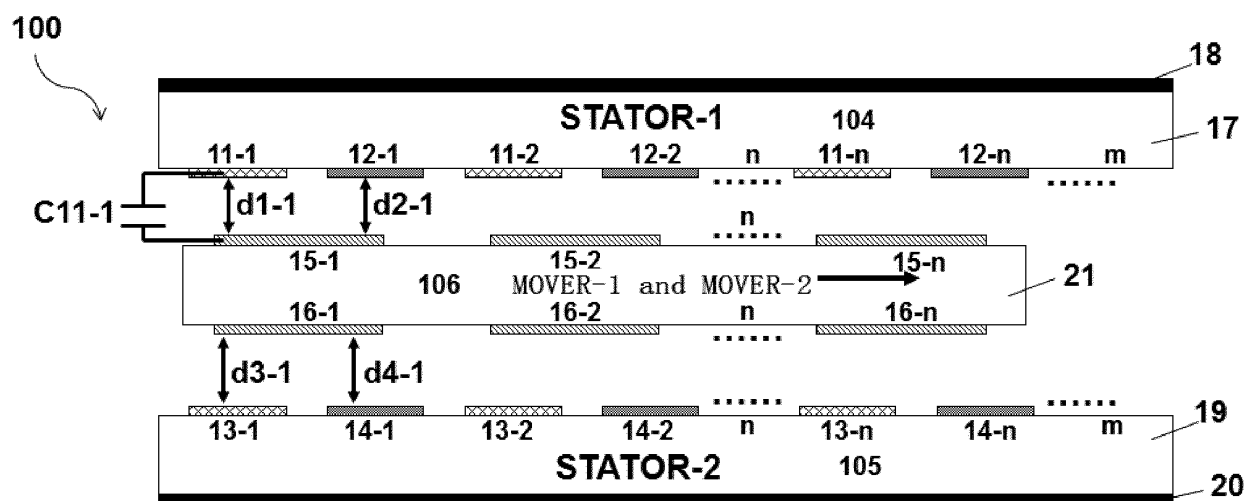 100
18
STATOR-1 104
17
11-1 12-1 11-2 12-2 n 11-n 12-n m
C11-1
d1-1 d2-1
n
15-1 15-2 15-n
106 MOVER-1 and MOVER-2
21
16-1 16-2 n 16-n
d3-1 d4-1
19
13-1 14-1 13-2 14-2 n 13-n 14-n m
STATOR-2 105
20